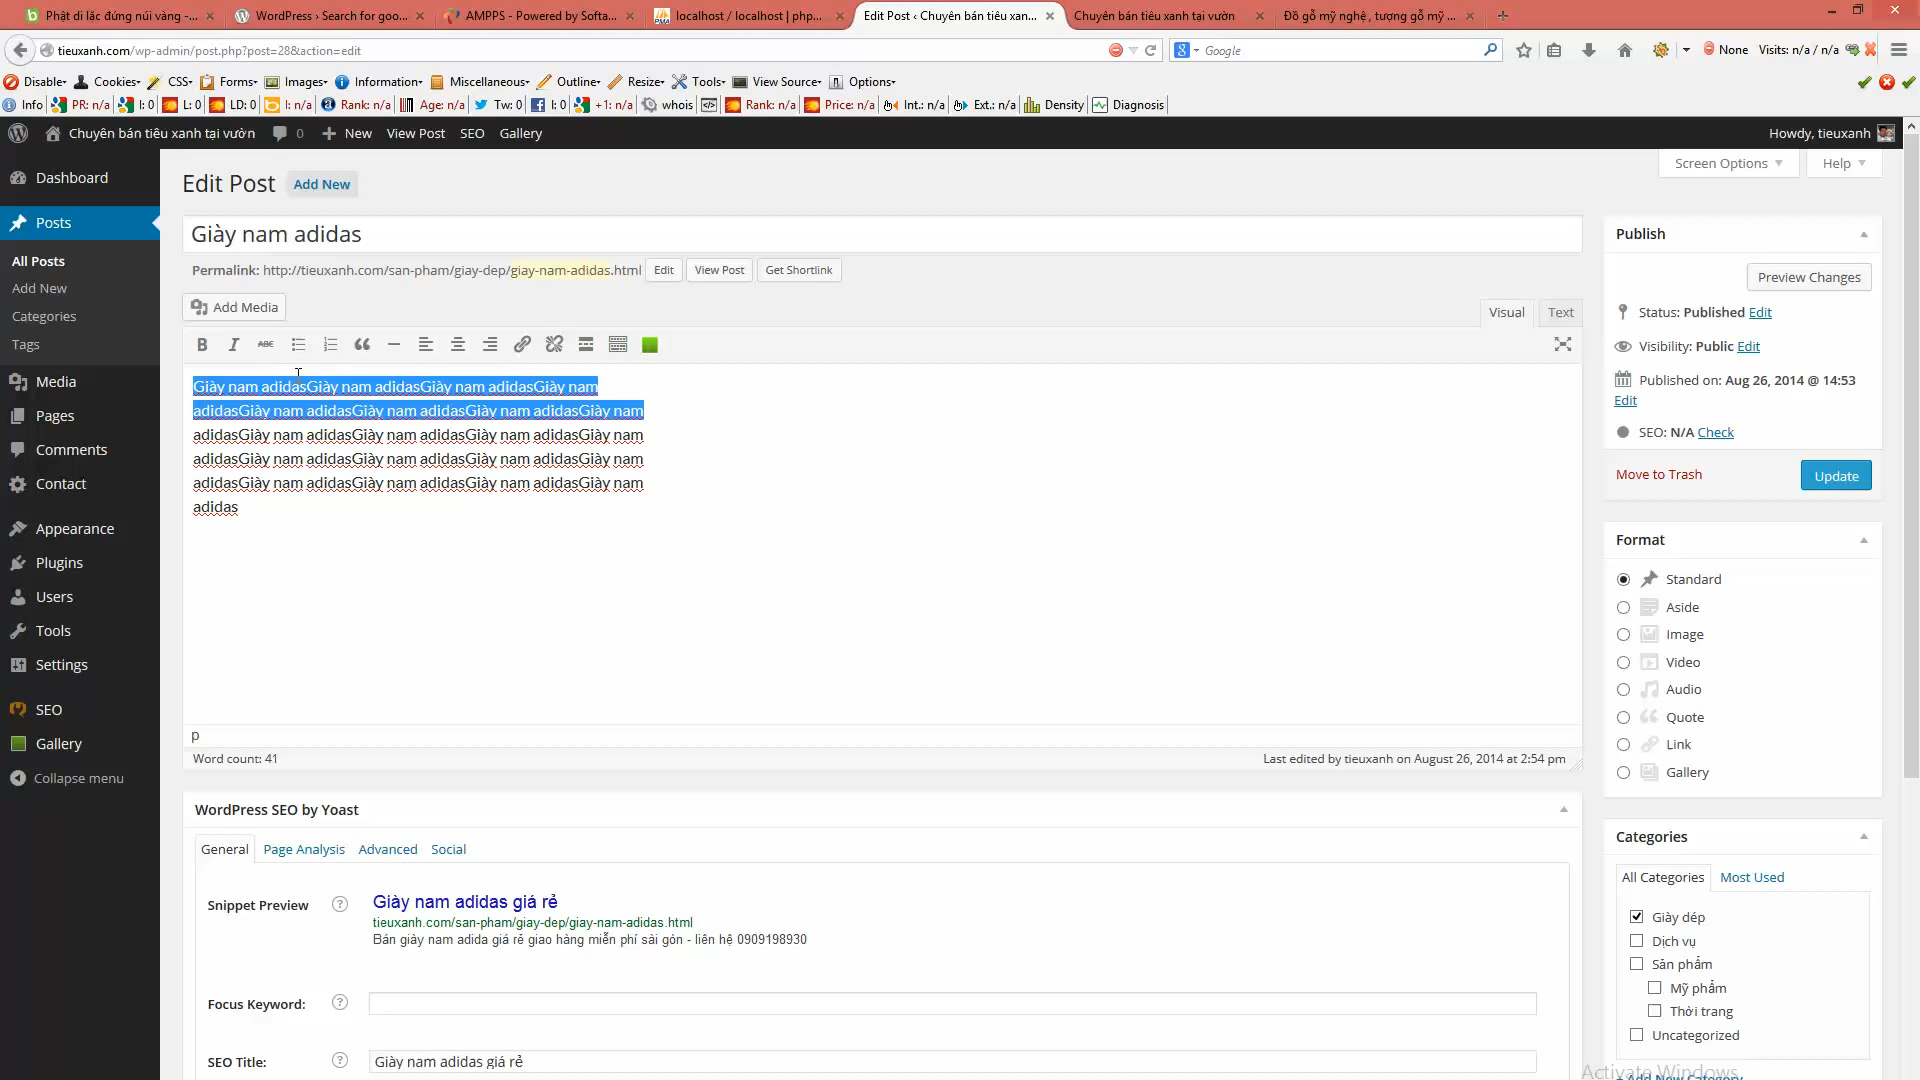 Phật di lặc đứng núi vàng -...
WordPress › Search for goo...
AMPPS - Powered by Softa...
localhost / localhost | php...
Edit Post ‹ Chuyên bán tiêu xan...
Chuyên bán tiêu xanh tại vườn
Đồ gỗ mỹ nghệ, tượng gỗ mỹ ...
tieuxanh.com/wp-admin/post.php?post=28&action=edit
Google
None Visits: n/a / n/a
Disable Cookies CSS Forms Images Information Miscellaneous Outline Resize Tools View Source Options
Info PR: n/a I: 0 L: 0 LD: 0 I: n/a Rank: n/a Age: n/a Tw: 0 I: 0 +1: n/a whois Rank: n/a Price: n/a Int.: n/a Ext.: n/a Density Diagnosis
Chuyên bán tiêu xanh tại vườn 0 New View Post SEO Gallery
Howdy, tieuxanh
Screen Options Help
Dashboard
Posts
All Posts
Add New
Categories
Tags
Media
Pages
Comments
Contact
Appearance
Plugins
Users
Tools
Settings
SEO
Gallery
Collapse menu
Edit Post Add New
Giày nam adidas
Permalink: http://tieuxanh.com/san-pham/giay-dep/giay-nam-adidas.html Edit View Post Get Shortlink
Add Media
Visual Text
B I ABC
Giày nam adidasGiày nam adidasGiày nam adidasGiày nam
adidasGiày nam adidasGiày nam adidasGiày nam adidasGiày nam
adidasGiày nam adidasGiày nam adidasGiày nam adidasGiày nam
adidasGiày nam adidasGiày nam adidasGiày nam adidasGiày nam
adidasGiày nam adidasGiày nam adidasGiày nam adidasGiày nam
adidas
p
Word count: 41
Last edited by tieuxanh on August 26, 2014 at 2:54 pm
WordPress SEO by Yoast
General Page Analysis Advanced Social
Snippet Preview ?
Giày nam adidas giá rẻ
tieuxanh.com/san-pham/giay-dep/giay-nam-adidas.html
Bán giày nam adida giá rẽ giao hàng miễn phí sài gòn - liên hệ 0909198930
Focus Keyword: ?
SEO Title: ? Giày nam adidas giá rẻ
Publish
Preview Changes
Status: Published Edit
Visibility: Public Edit
Published on: Aug 26, 2014 @ 14:53
Edit
SEO: N/A Check
Move to Trash Update
Format
Standard
Aside
Image
Video
Audio
Quote
Link
Gallery
Categories
All Categories Most Used
Giày dép
Dịch vụ
Sản phẩm
Mỹ phẩm
Thời trang
Uncategorized
+ Add New Category
Activate Windows